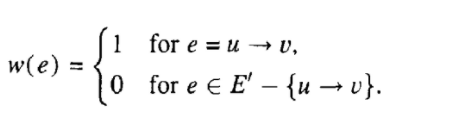 w(e) = { 1 for e = u → v,
0 for e ∈ E′ − {u → v}.